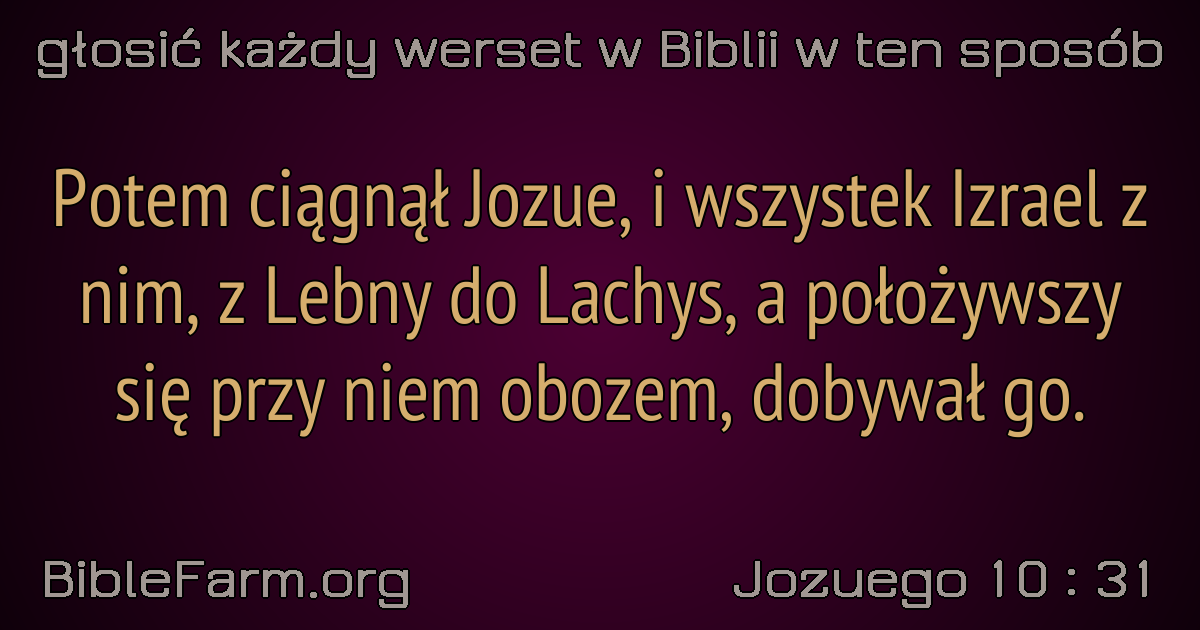 głosić każdy werset w Biblii w ten sposób
Potem ciągnął Jozue, i wszystek Izrael z
nim, z Lebny do Lachys, a położywszy
się przy niem obozem, dobywał go.
BibleFarm.org
Jozuego 10 : 31